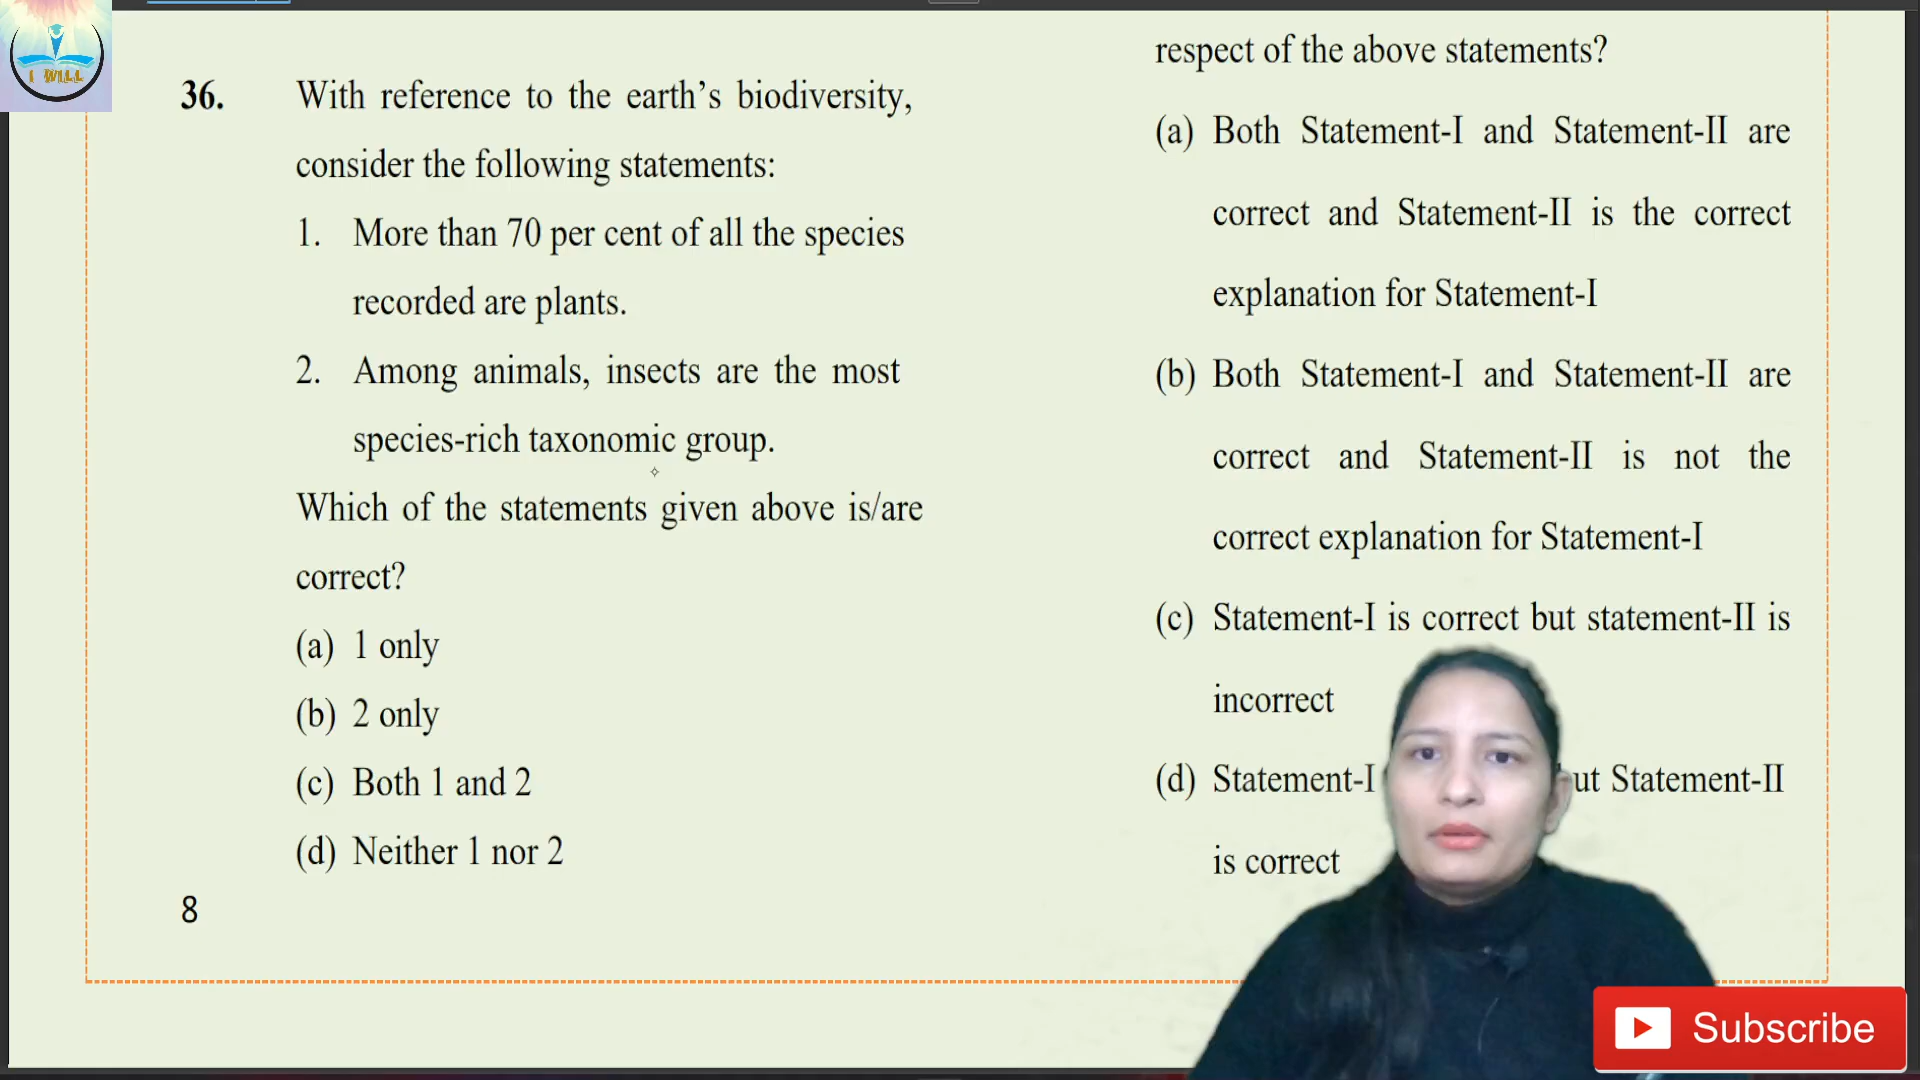 I WILL
36. With reference to the earth’s biodiversity,
consider the following statements:
1. More than 70 per cent of all the species
recorded are plants.
2. Among animals, insects are the most
species-rich taxonomic group.
Which of the statements given above is/are
correct?
(a) 1 only
(b) 2 only
(c) Both 1 and 2
(d) Neither 1 nor 2
8
respect of the above statements?
(a) Both Statement-I and Statement-II are
correct and Statement-II is the correct
explanation for Statement-I
(b) Both Statement-I and Statement-II are
correct and Statement-II is not the
correct explanation for Statement-I
(c) Statement-I is correct but statement-II is
incorrect
(d) Statement-I Statement-II
is correct
Subscribe